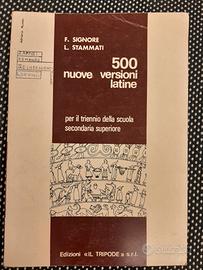 F. SIGNORE
L. STAMMATI
500
nuove versioni
latine
per il triennio della scuola
secondaria superiore
Edizioni «IL TRIPODE» s.r.l.